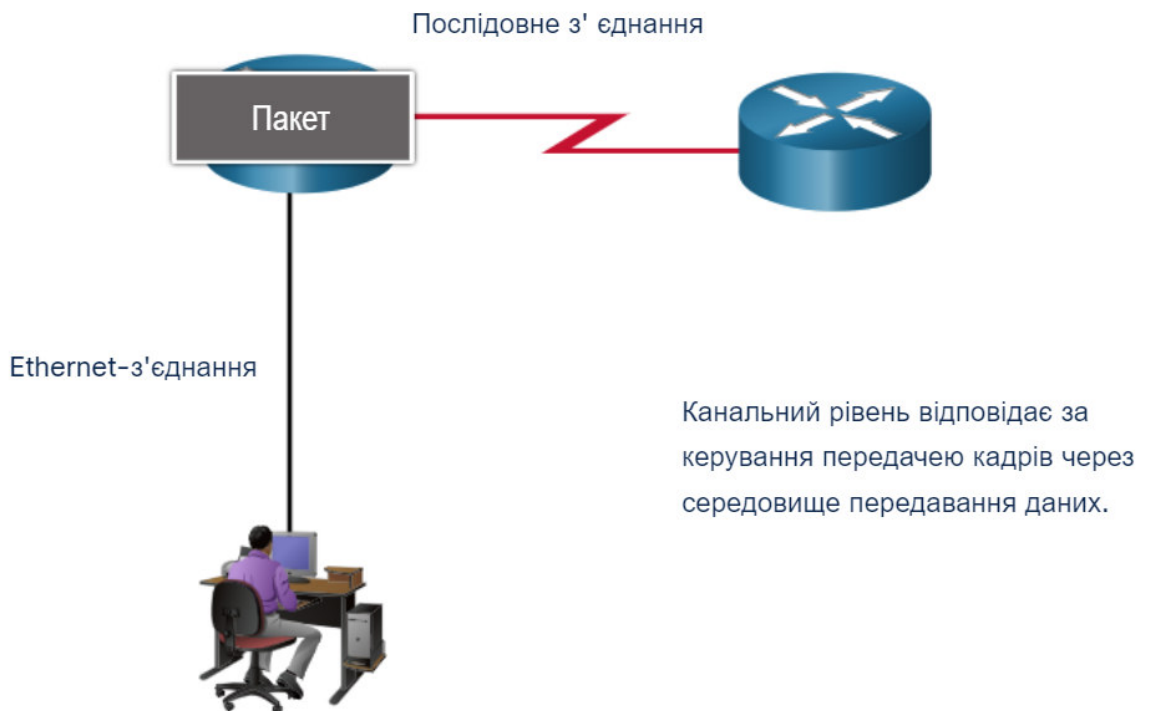 Послідовне з' єднання
Пакет
Ethernet-з'єднання
Канальний рівень відповідає за
керування передачею кадрів через
середовище передавання даних.